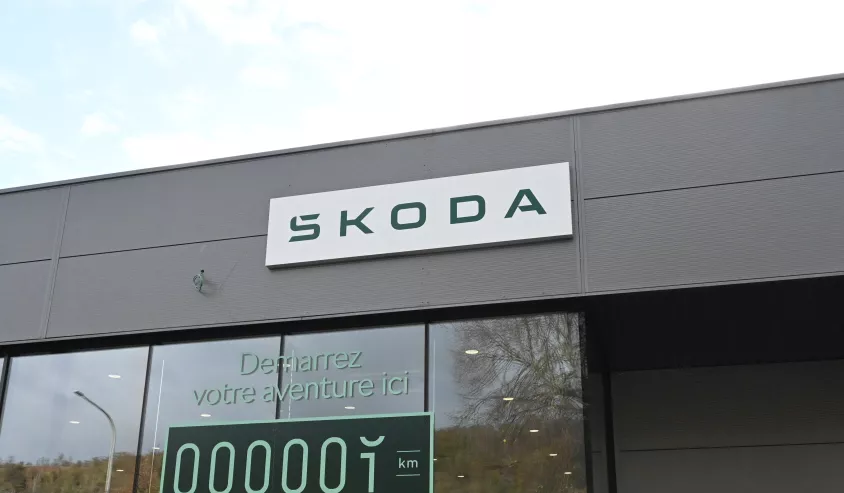 ŠKODA
Demarrez
votre aventure ici
000001 km